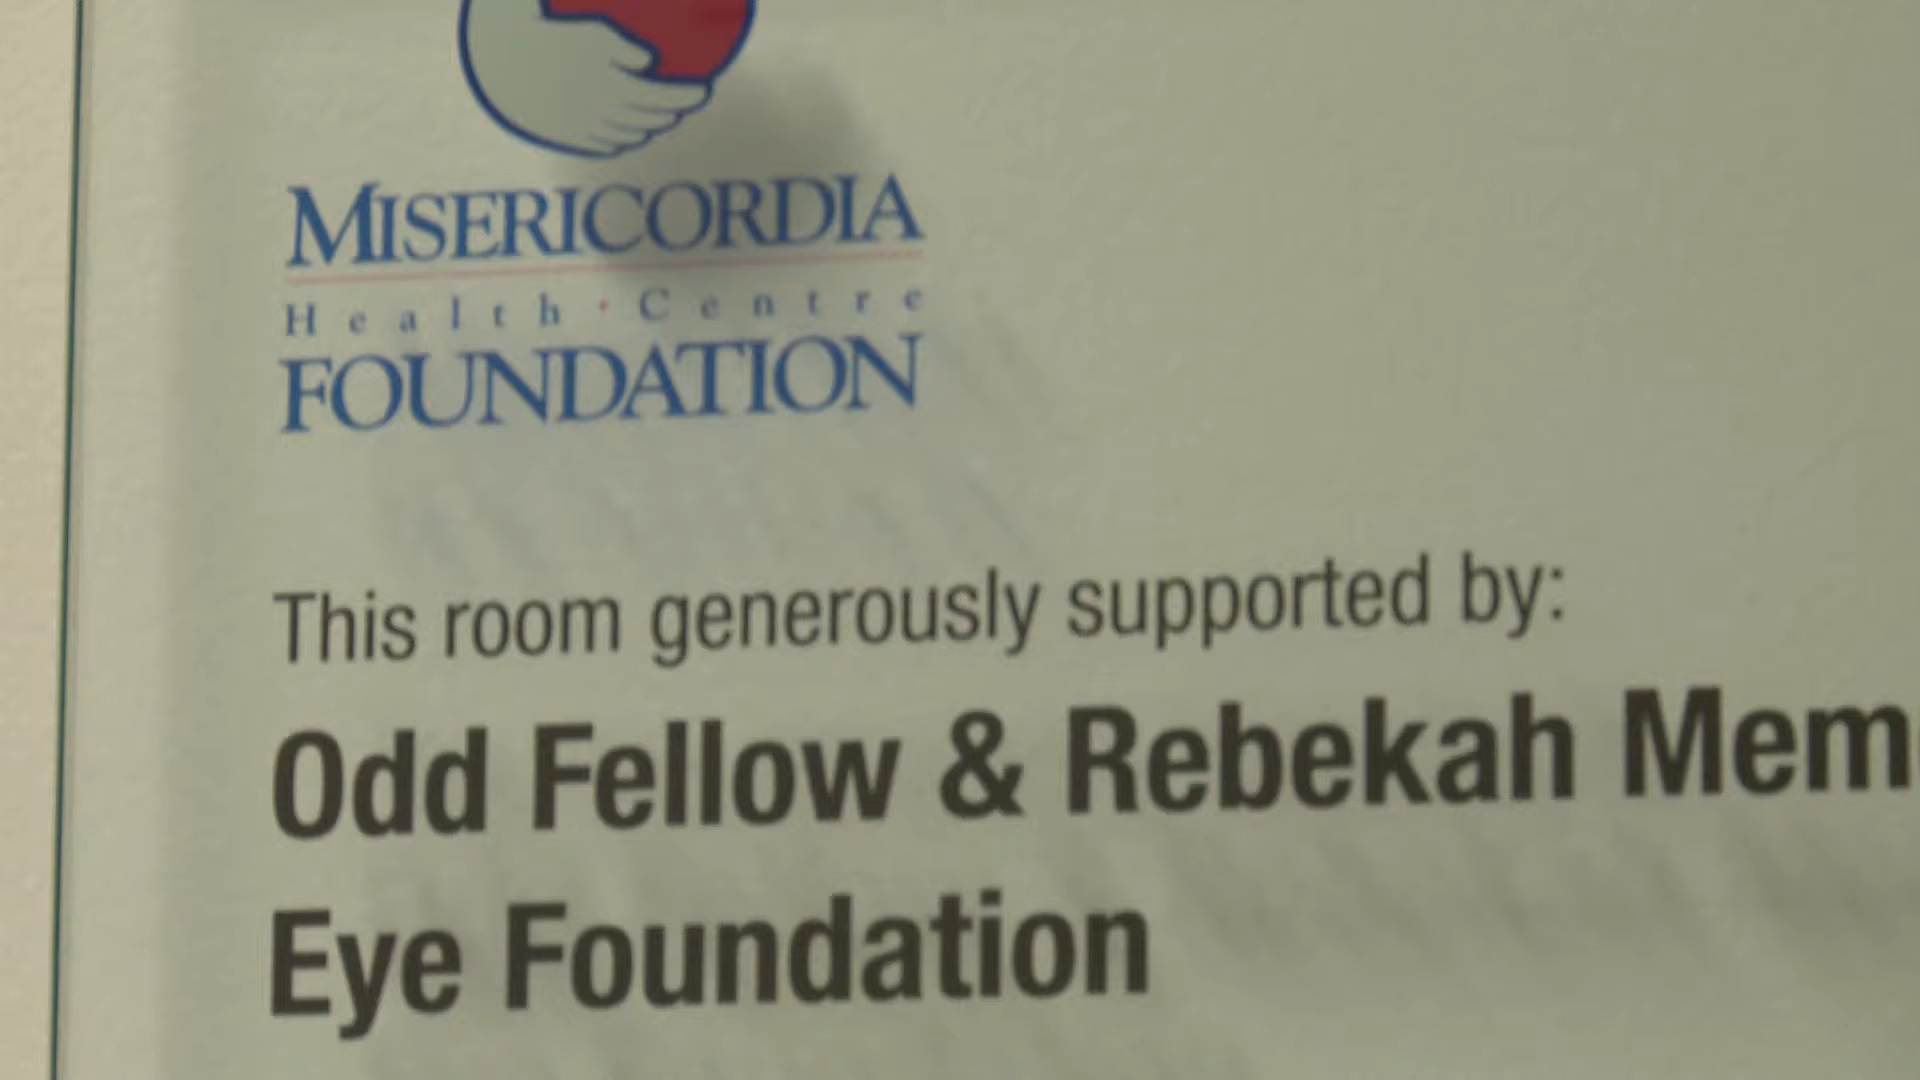 MISERICORDIA
Health · Centre
FOUNDATION
This room generously supported by:
Odd Fellow & Rebekah Mem
Eye Foundation